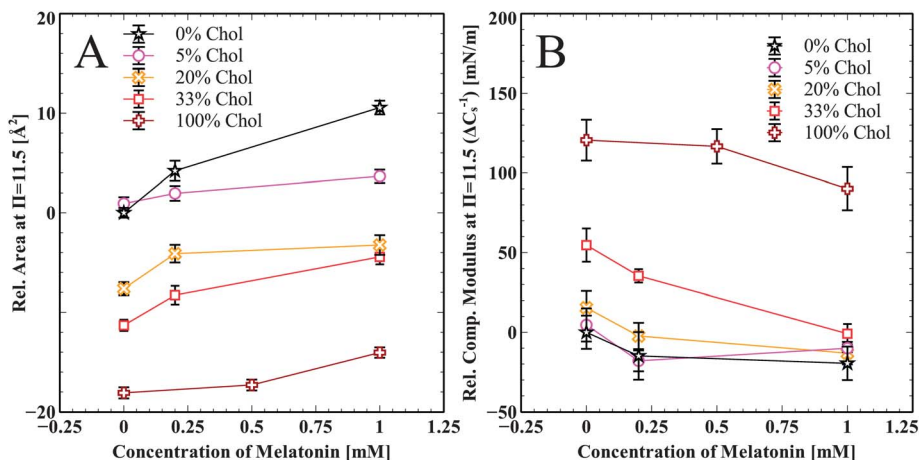 A
0% Chol
5% Chol
20% Chol
33% Chol
100% Chol
20
10
0
−20
Rel. Area at Π=11.5 [Å²]
−0.25 0 0.25 0.5 0.75 1 1.25
Concentration of Melatonin [mM]
B
0% Chol
5% Chol
20% Chol
33% Chol
100% Chol
200
150
100
50
0
−50
Rel. Comp. Modulus at Π=11.5 (ΔCₛ⁻¹) [mN/m]
−0.25 0 0.25 0.5 0.75 1 1.25
Concentration of Melatonin [mM]